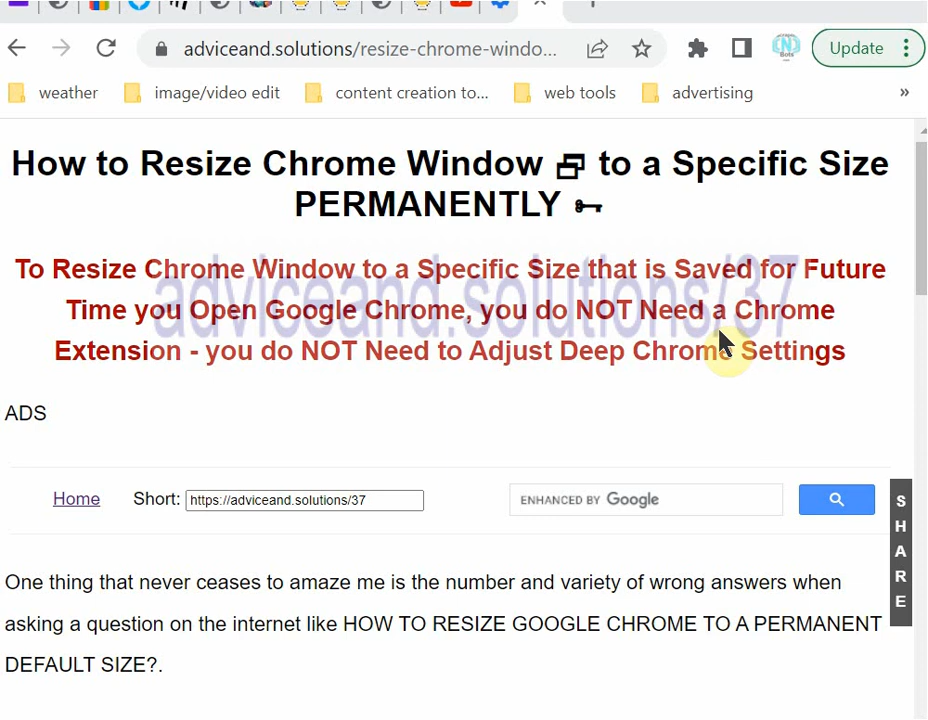 adviceand.solutions/resize-chrome-windo...
Update
weather
image/video edit
content creation to...
web tools
advertising
»
How to Resize Chrome Window to a Specific Size
PERMANENTLY
To Resize Chrome Window to a Specific Size that is Saved for Future
Time you Open Google Chrome, you do NOT Need a Chrome
Extension - you do NOT Need to Adjust Deep Chrome Settings
adviceand.solutions/37
ADS
Home Short: https://adviceand.solutions/37 ENHANCED BY Google
SHARE
One thing that never ceases to amaze me is the number and variety of wrong answers when
asking a question on the internet like HOW TO RESIZE GOOGLE CHROME TO A PERMANENT
DEFAULT SIZE?.